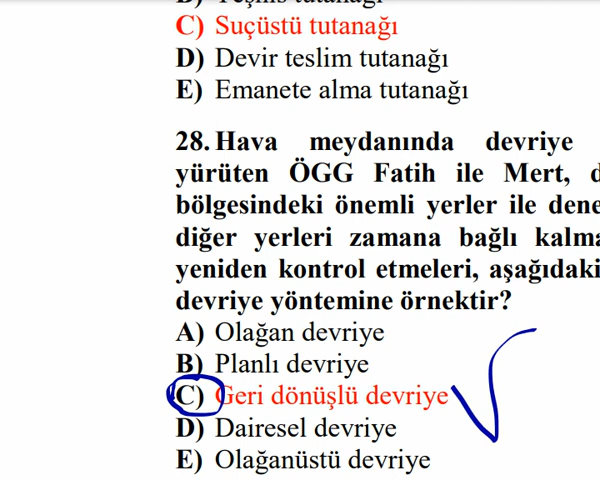 C) Suçüstü tutanağı
D) Devir teslim tutanağı
E) Emanete alma tutanağı
28. Hava meydanında devriye
yürüten ÖGG Fatih ile Mert,
bölgesindeki önemli yerler ile
diğer yerleri zamana bağlı
yeniden kontrol etmeleri,
devriye yöntemine örnektir?
A) Olağan devriye
B) Planlı devriye
C) Geri dönüşlü devriye
D) Dairesel devriye
E) Olağanüstü devriye